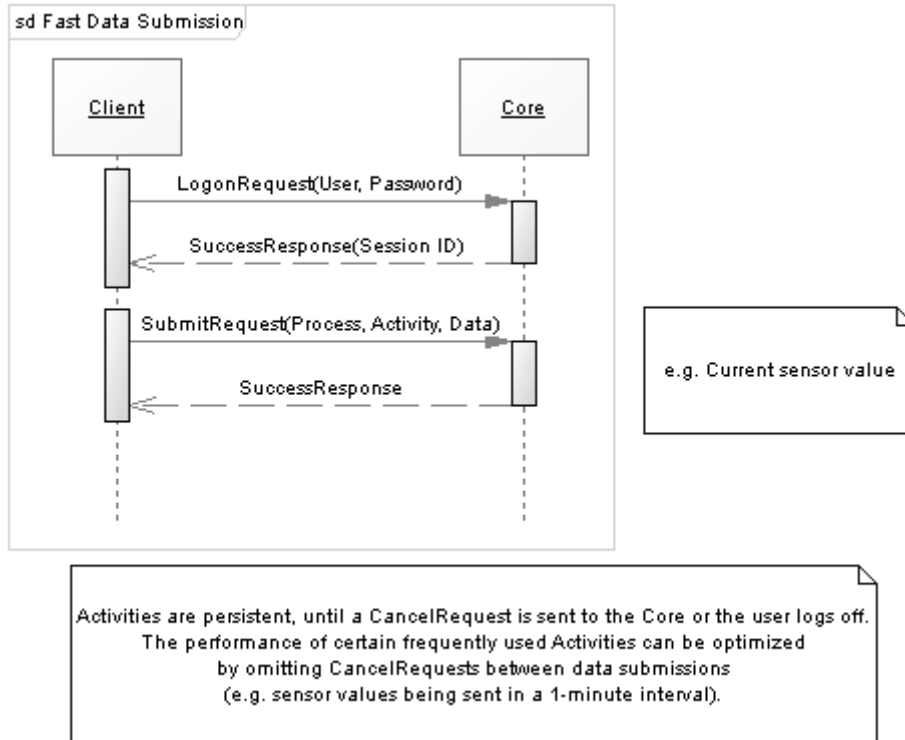 sd Fast Data Submission
Client
Core
LogonRequest(User, Password)
SuccessResponse(Session ID)
SubmitRequest(Process, Activity, Data)
e.g. Current sensor value
SuccessResponse
Activities are persistent, until a CancelRequest is sent to the Core or the user logs off.
The performance of certain frequently used Activities can be optimized
by omitting CancelRequests between data submissions
(e.g. sensor values being sent in a 1-minute interval).